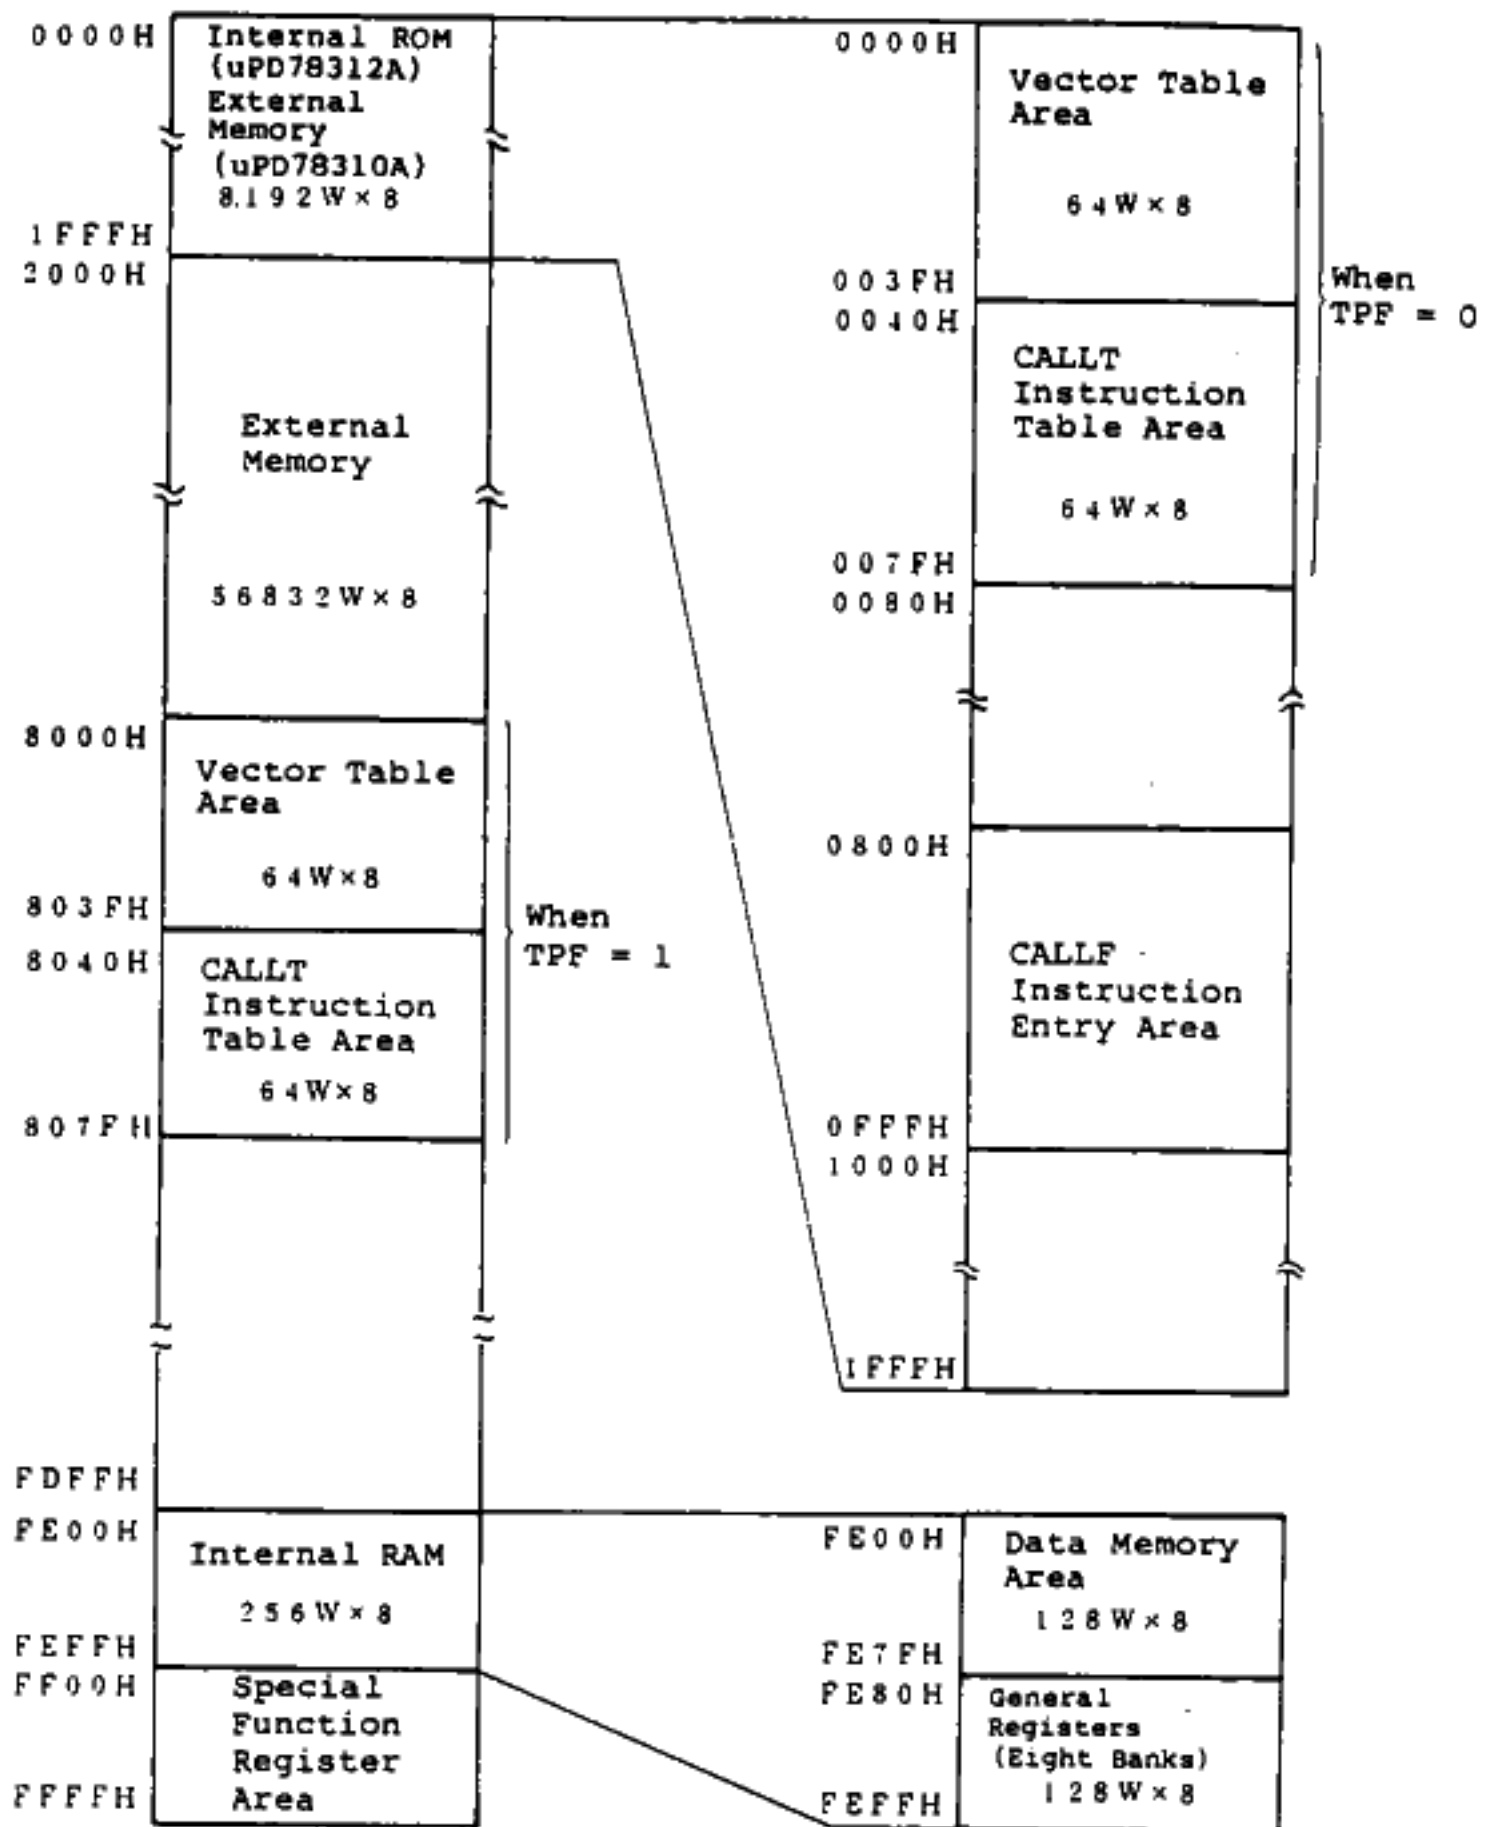 0000H
Internal ROM
(uPD78312A)
External
Memory
(uPD78310A)
8,192W×8
1FFFH
2000H
External
Memory
56832W×8
8000H
Vector Table
Area
64W×8
803FH
8040H
CALLT
Instruction
Table Area
64W×8
807FH
When
TPF = 1
FDFFH
FE00H
Internal RAM
256W×8
FEFFH
FF00H
Special
Function
Register
Area
FFFFH
0000H
Vector Table
Area
64W×8
003FH
0040H
CALLT
Instruction
Table Area
64W×8
007FH
0080H
When
TPF = 0
0800H
CALLF
Instruction
Entry Area
0FFFH
1000H
1FFFH
FE00H
Data Memory
Area
128W×8
FE7FH
FE80H
General
Registers
(Eight Banks)
128W×8
FEFFH